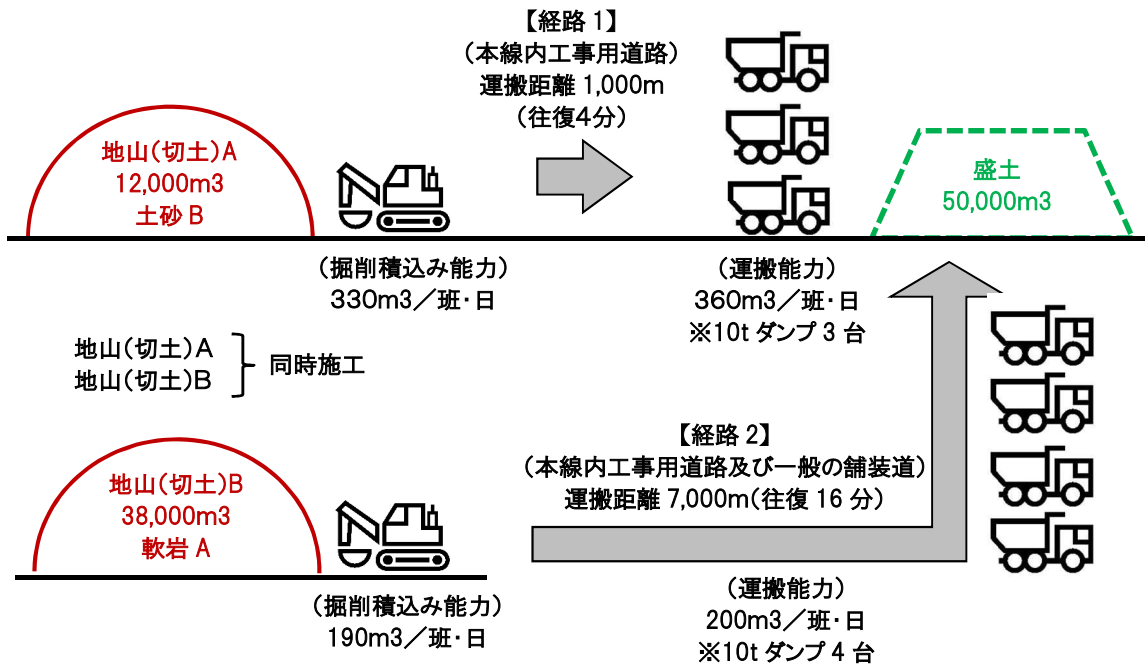 【経路 1】
(本線内工事用道路)
運搬距離 1,000m
(往復4分)
地山(切土)A
12,000m3
土砂 B
盛土
50,000m3
(掘削積込み能力)
330m3/班・日
(運搬能力)
360m3/班・日
※10t ダンプ 3 台
地山(切土)A
地山(切土)B
同時施工
【経路 2】
(本線内工事用道路及び一般の舗装道)
運搬距離 7,000m(往復 16 分)
地山(切土)B
38,000m3
軟岩 A
(掘削積込み能力)
190m3/班・日
(運搬能力)
200m3/班・日
※10t ダンプ 4 台